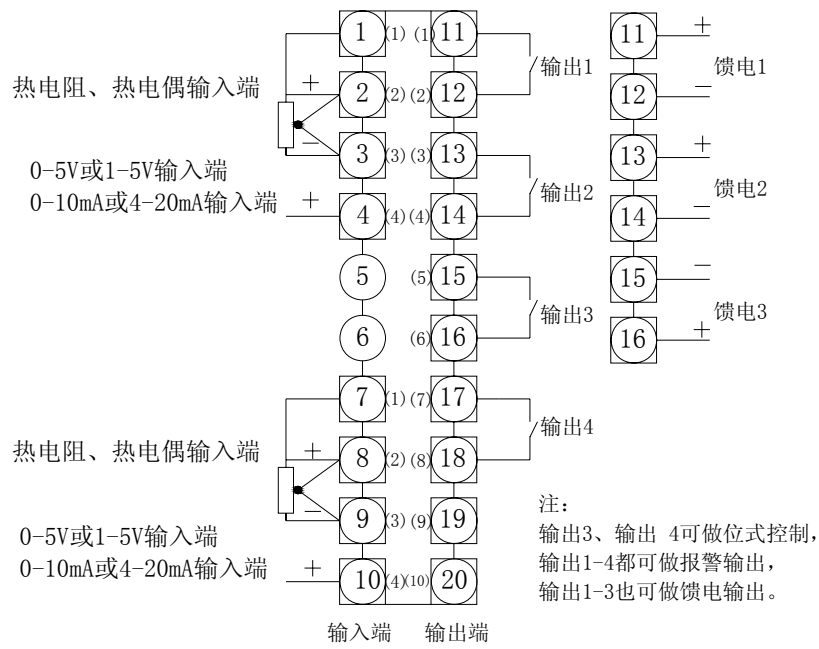 1 (1) (1) 11
输出1
热电阻、热电偶输入端
+ 2 (2) (2) 12
− 3 (3) (3) 13
输出2
0-5V或1-5V输入端
0-10mA或4-20mA输入端
+ 4 (4) (4) 14
5 (5) 15
输出3
6 (6) 16
7 (1) (7) 17
输出4
热电阻、热电偶输入端
+ 8 (2) (8) 18
− 9 (3) (9) 19
0-5V或1-5V输入端
0-10mA或4-20mA输入端
+ 10 (4) (10) 20
输入端 输出端
11 +
馈电1
12 −
13 +
馈电2
14 −
15 −
馈电3
16 +
注：
输出3、输出 4可做位式控制，
输出1-4都可做报警输出，
输出1-3也可做馈电输出。